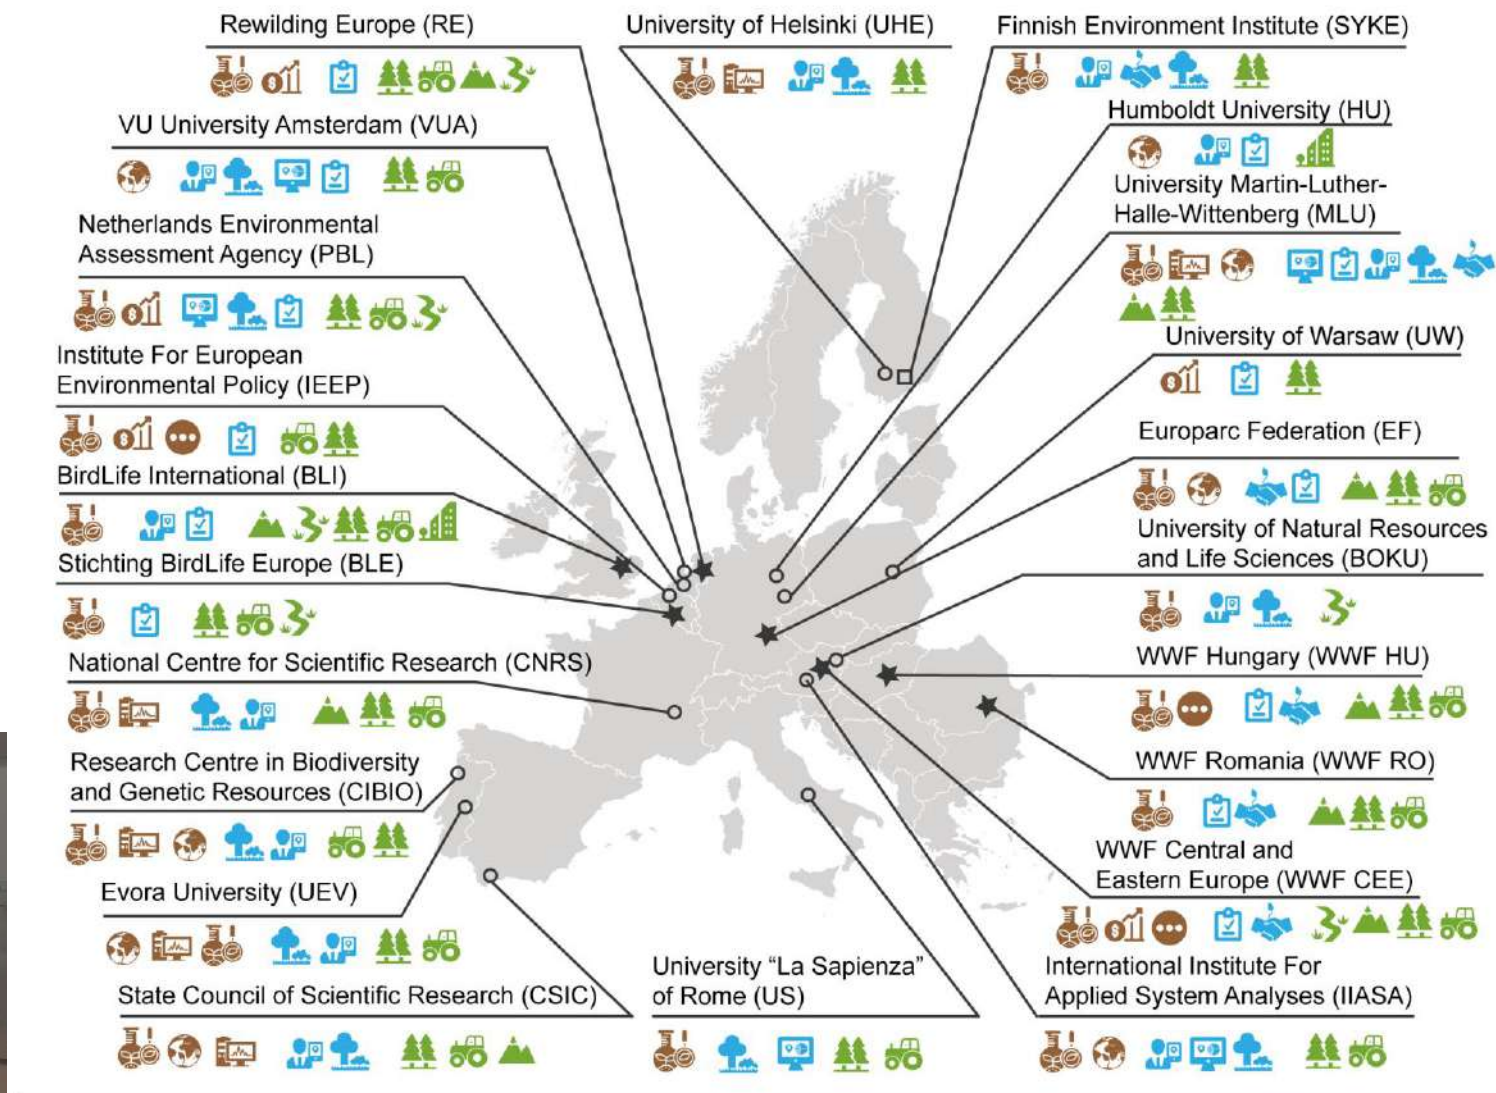 Rewilding Europe (RE)
University of Helsinki (UHE)
Finnish Environment Institute (SYKE)
VU University Amsterdam (VUA)
Humboldt University (HU)
University Martin-Luther-
Halle-Wittenberg (MLU)
Netherlands Environmental
Assessment Agency (PBL)
University of Warsaw (UW)
Institute For European
Environmental Policy (IEEP)
Europarc Federation (EF)
BirdLife International (BLI)
University of Natural Resources
and Life Sciences (BOKU)
Stichting BirdLife Europe (BLE)
WWF Hungary (WWF HU)
National Centre for Scientific Research (CNRS)
WWF Romania (WWF RO)
Research Centre in Biodiversity
and Genetic Resources (CIBIO)
WWF Central and
Eastern Europe (WWF CEE)
Evora University (UEV)
University “La Sapienza”
of Rome (US)
International Institute For
Applied System Analyses (IIASA)
State Council of Scientific Research (CSIC)